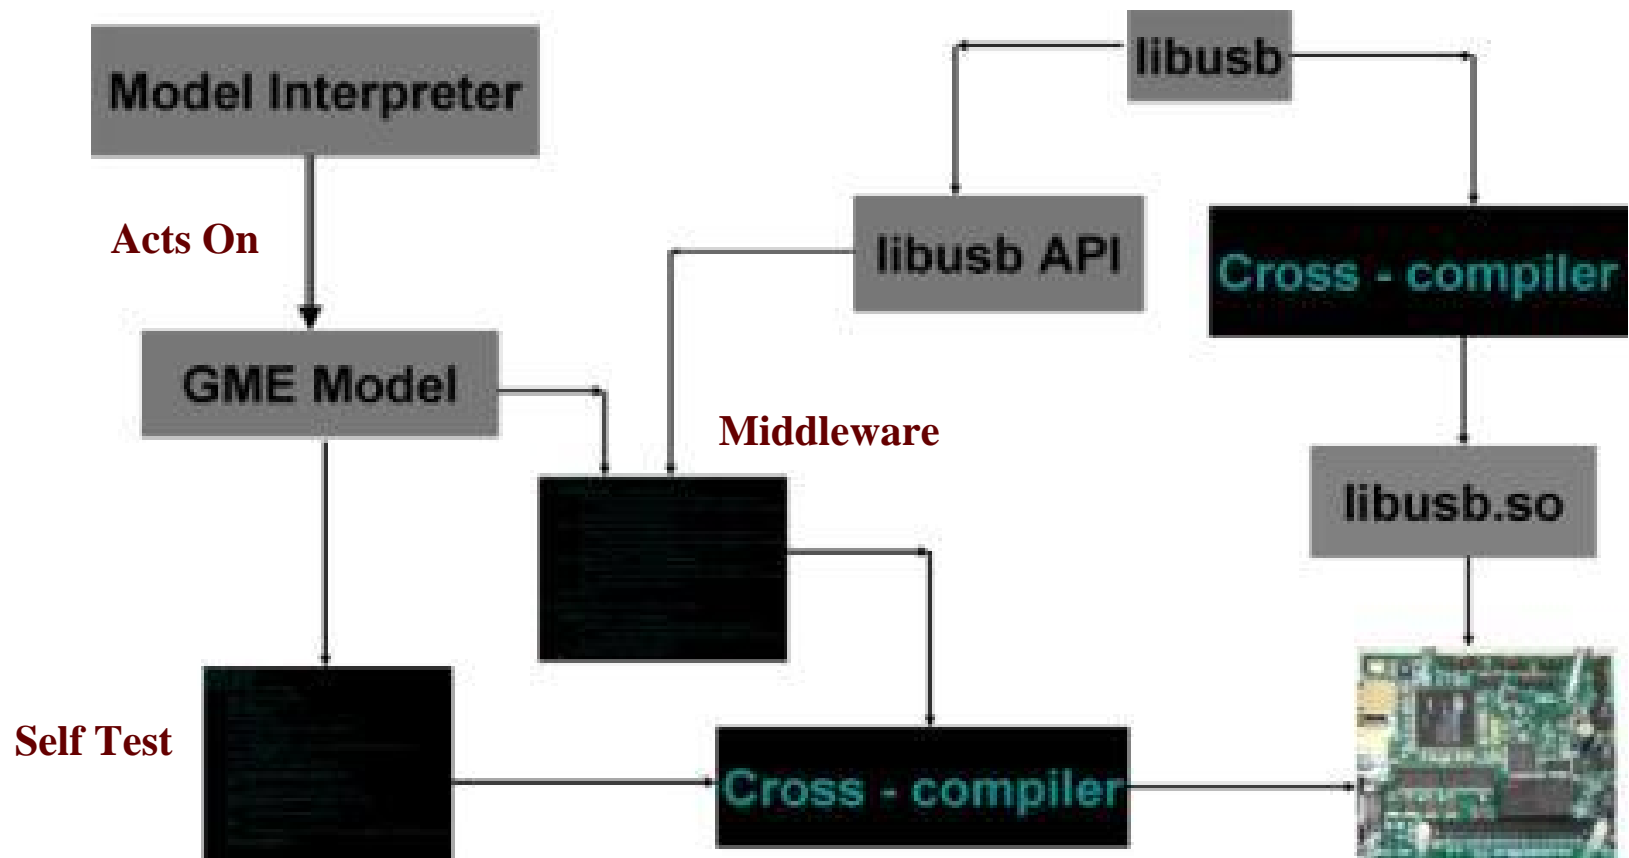 Model Interpreter
libusb
Acts On
libusb API
Cross - compiler
GME Model
Middleware
libusb.so
Self Test
Cross - compiler